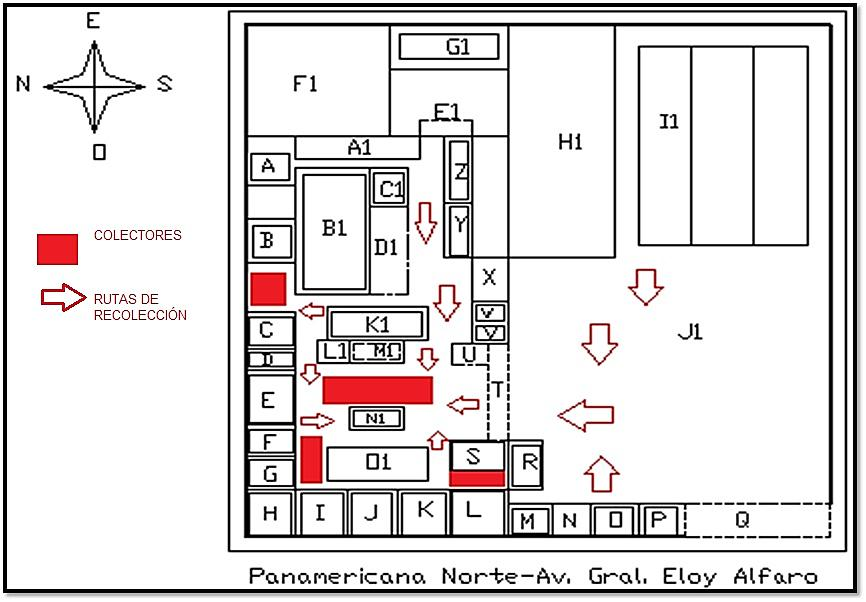 E
N S
O
COLECTORES
RUTAS DE
RECOLECCIÓN
G1
F1
E1
I1
H1
A1
A
Z
C1
B1
Y
B
D1
X
V
K1
V
C
J1
L1 M1
U
D
T
E
N1
F
S
R
O1
G
H I J K L
M N O P Q
Panamericana Norte-Av. Gral. Eloy Alfaro